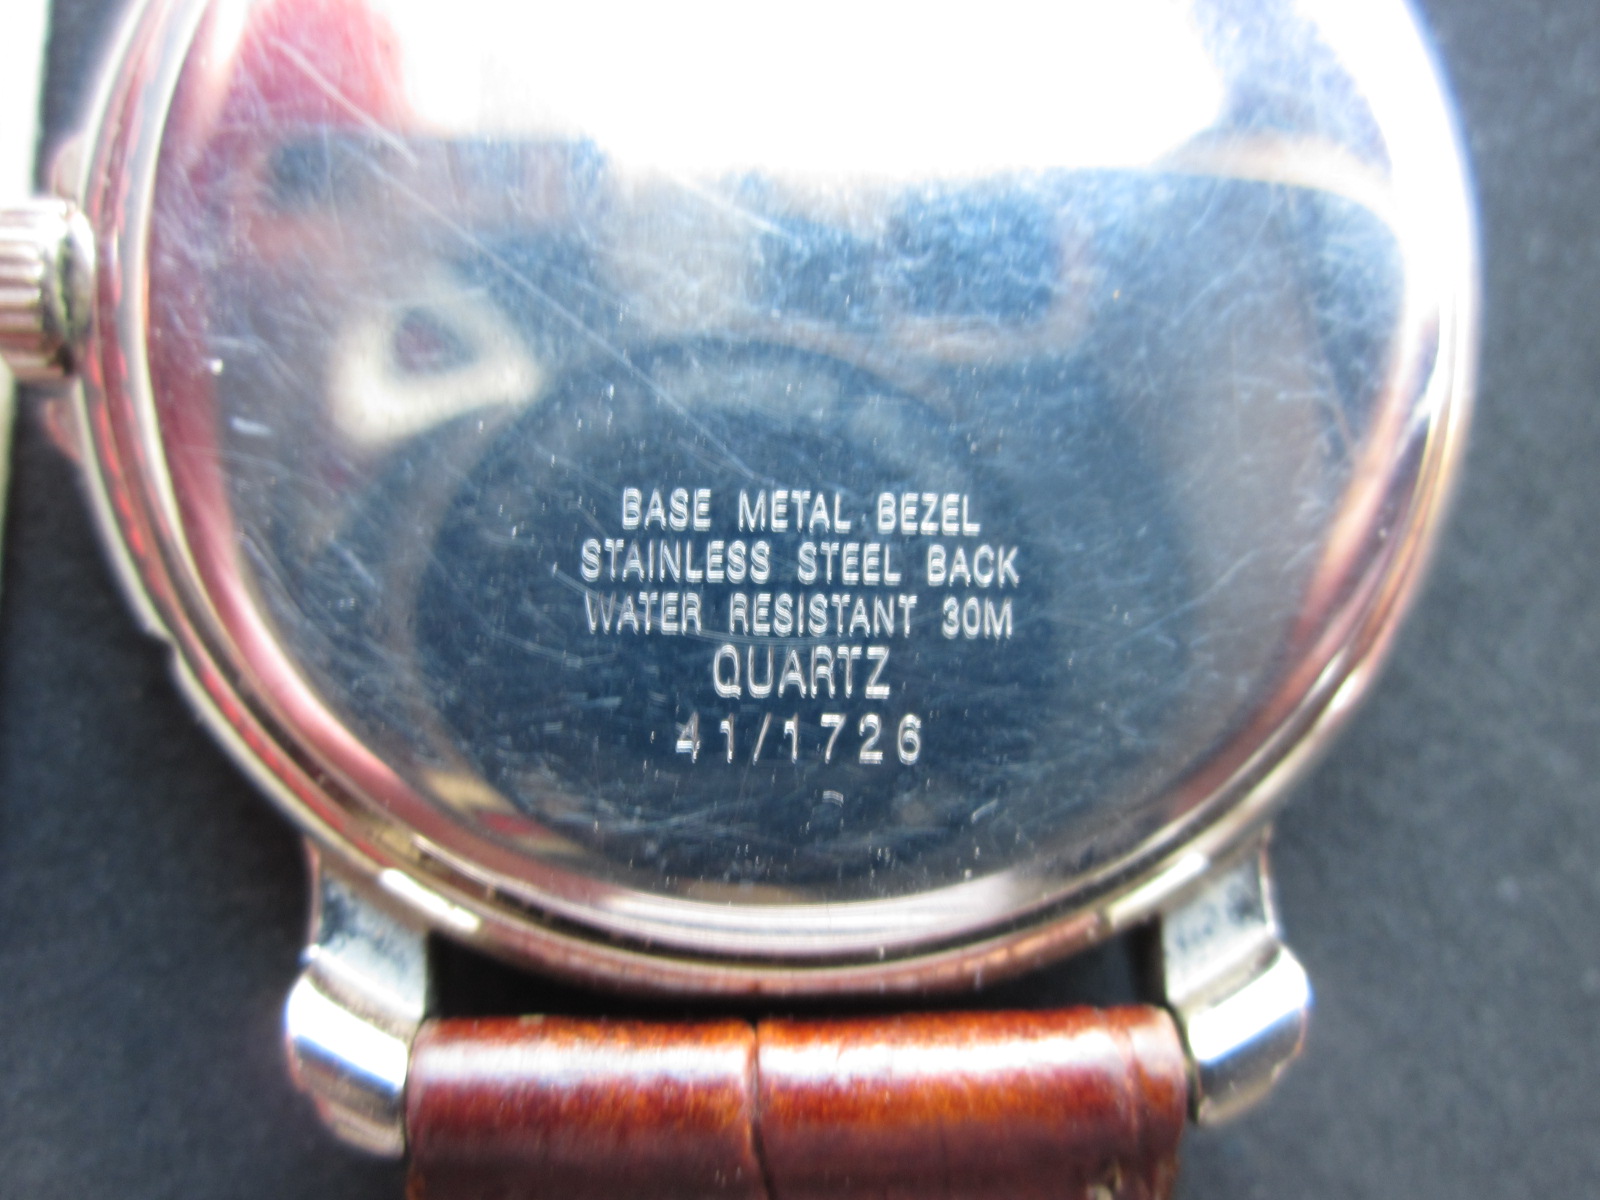 BASE METAL BEZEL
STAINLESS STEEL BACK
WATER RESISTANT 30M
QUARTZ
41/1726